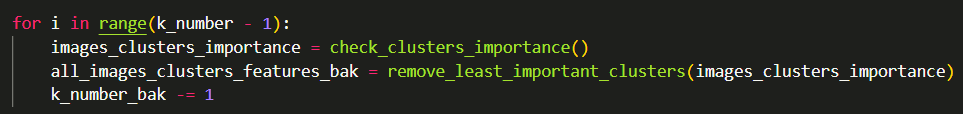 for i in range(k_number - 1):
    images_clusters_importance = check_clusters_importance()
    all_images_clusters_features_bak = remove_least_important_clusters(images_clusters_importance)
    k_number_bak -= 1